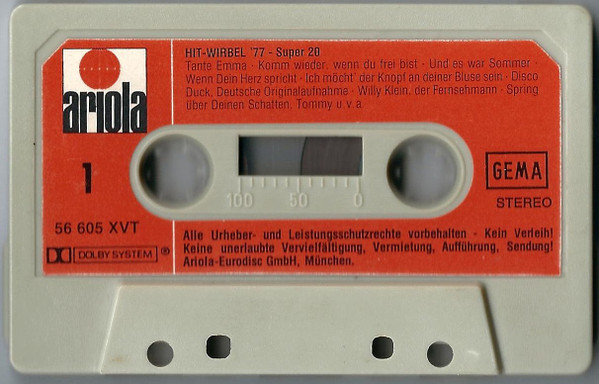 HIT-WIRBEL '77 - Super 20
Tante Emma · Komm wieder, wenn du frei bist · Und es war Sommer ·
Wenn Dein Herz spricht · Ich möcht' der Knopf an deiner Bluse sein · Disco
Duck, Deutsche Originalaufnahme · Willy Klein, der Fernsehmann · Spring
über Deinen Schatten, Tommy u.v.a.
ariola
1
100 50 0
GEMA
STEREO
56 605 XVT
DOLBY SYSTEM ®
Alle Urheber- und Leistungsschutzrechte vorbehalten - Kein Verleih!
Keine unerlaubte Vervielfältigung, Vermietung, Aufführung, Sendung!
Ariola-Eurodisc GmbH, München.